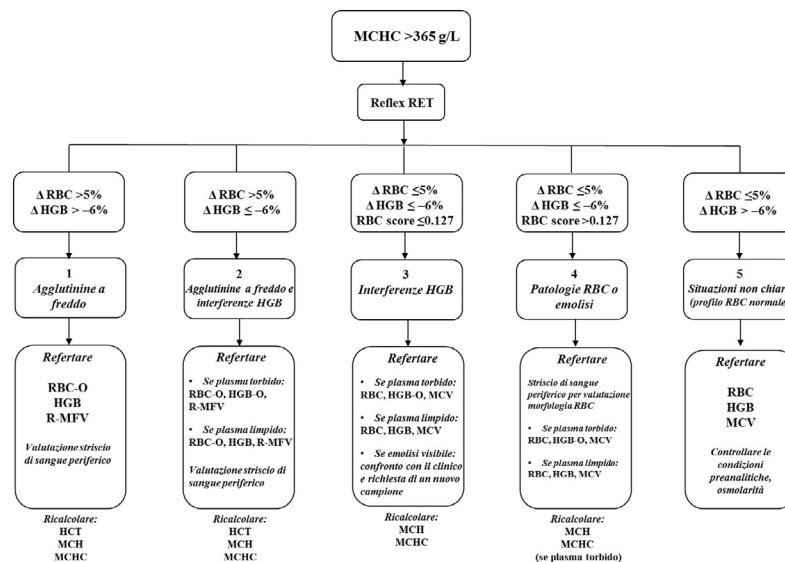 MCHC >365 g/L
Reflex RET
Δ RBC >5%
Δ HGB > –6%
Δ RBC >5%
Δ HGB ≤ –6%
Δ RBC ≤5%
Δ HGB ≤ –6%
RBC score ≤0.127
Δ RBC ≤5%
Δ HGB ≤ –6%
RBC score >0.127
Δ RBC ≤5%
Δ HGB > –6%
1
Agglutinine a
freddo
2
Agglutinine a freddo e
interferenze HGB
3
Interferenze HGB
4
Patologie RBC o
emolisi
5
Situazioni non chiare
(profilo RBC normale)
Refertare
RBC-O
HGB
R-MFV
Valutazione striscio
di sangue periferico
Refertare
• Se plasma torbido:
RBC-O, HGB-O,
R-MFV
• Se plasma limpido:
RBC-O, HGB, R-MFV
Valutazione striscio di
sangue periferico
Refertare
• Se plasma torbido:
RBC, HGB-O, MCV
• Se plasma limpido:
RBC, HGB, MCV
• Se emolisi visibile:
confronto con il clinico
e richiesta di un nuovo
campione
Refertare
Striscio di sangue
periferico per valutazione
morfologia RBC
• Se plasma torbido:
RBC, HGB-O, MCV
• Se plasma limpido:
RBC, HGB, MCV
Refertare
RBC
HGB
MCV
Controllare le
condizioni
preanalitiche,
osmolarità
Ricalcolare:
HCT
MCH
MCHC
Ricalcolare:
HCT
MCH
MCHC
Ricalcolare:
MCH
MCHC
Ricalcolare:
MCH
MCHC
(se plasma torbido)